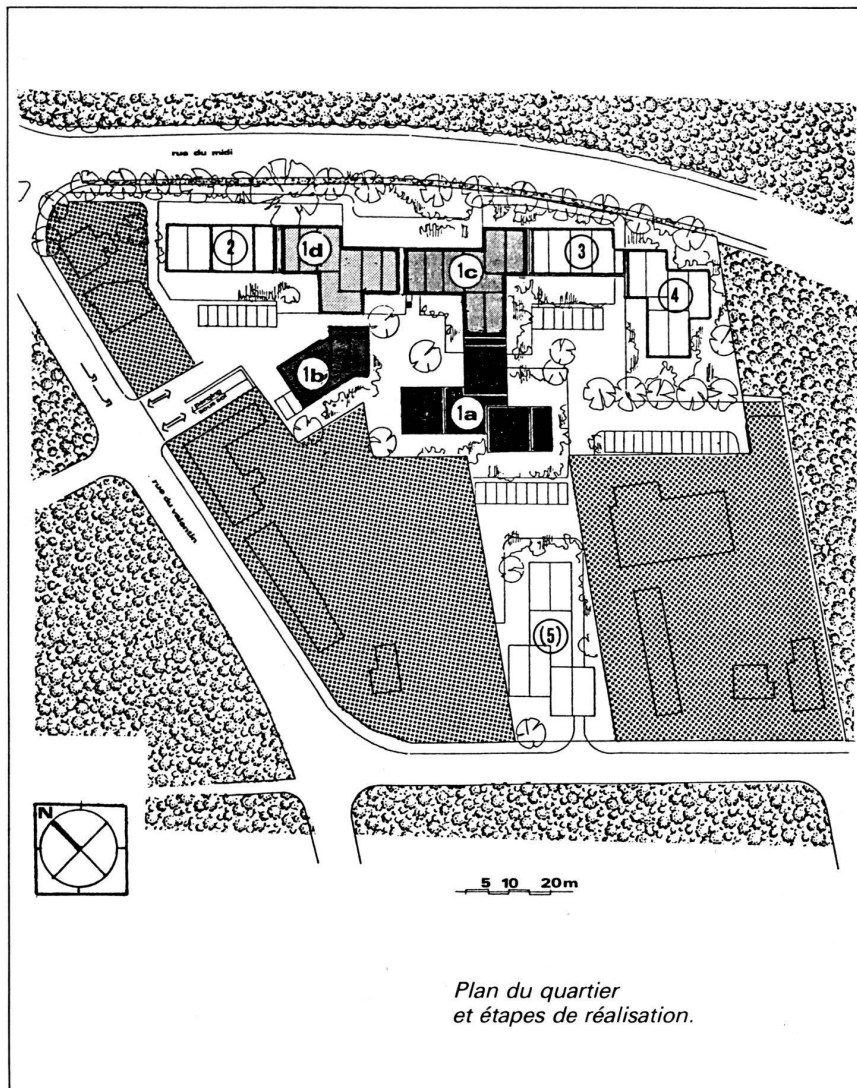 rue du midi
2
1d
1c
3
4
1b
1a
rue du valentin
(5)
N
5 10 20m
Plan du quartier
et étapes de réalisation.